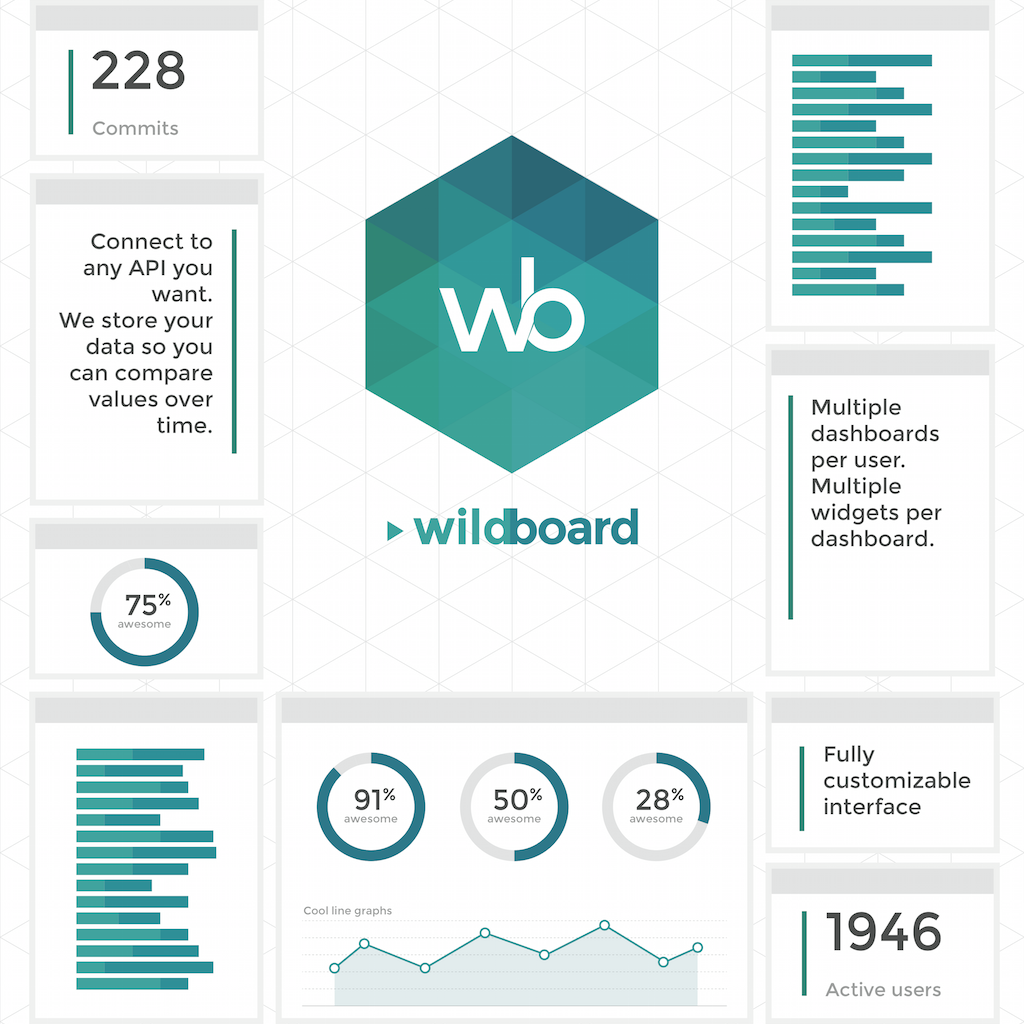 228
Commits
Connect to
any API you
want.
We store your
data so you
can compare
values over
time.
75%
awesome
wb
wildboard
Multiple
dashboards
per user.
Multiple
widgets per
dashboard.
91%
awesome
50%
awesome
28%
awesome
Cool line graphs
Fully
customizable
interface
1946
Active users